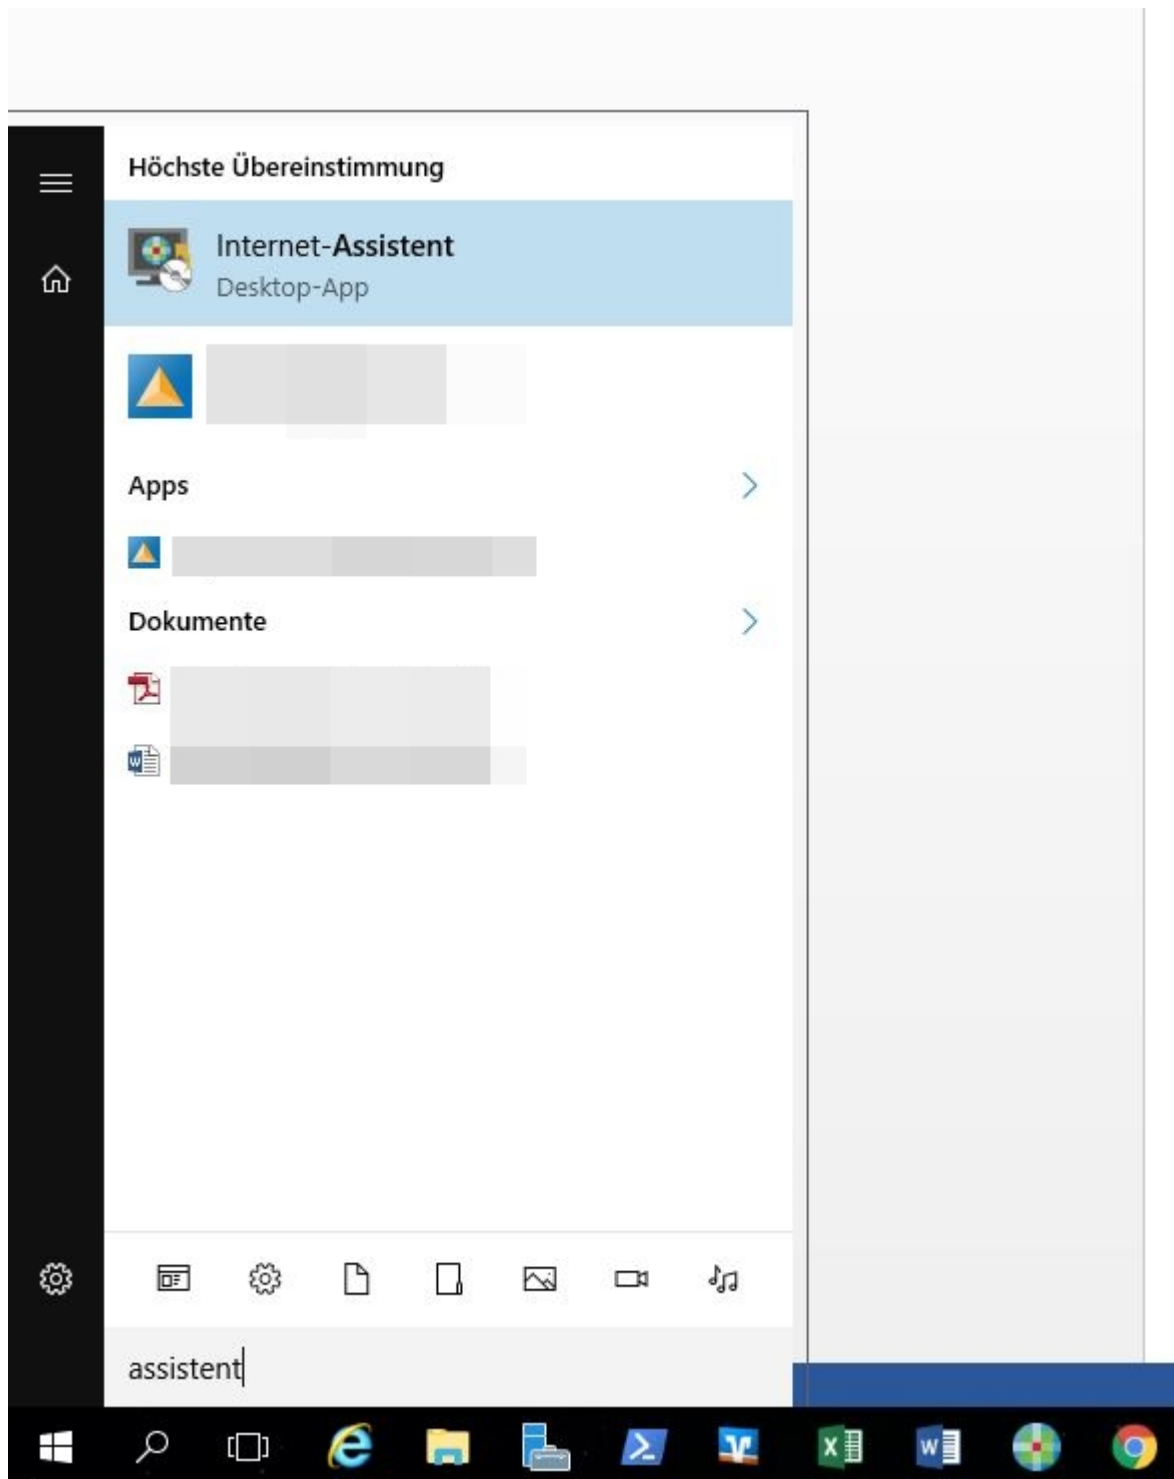 Höchste Übereinstimmung
Internet-Assistent
Desktop-App
Apps
Dokumente
assistent